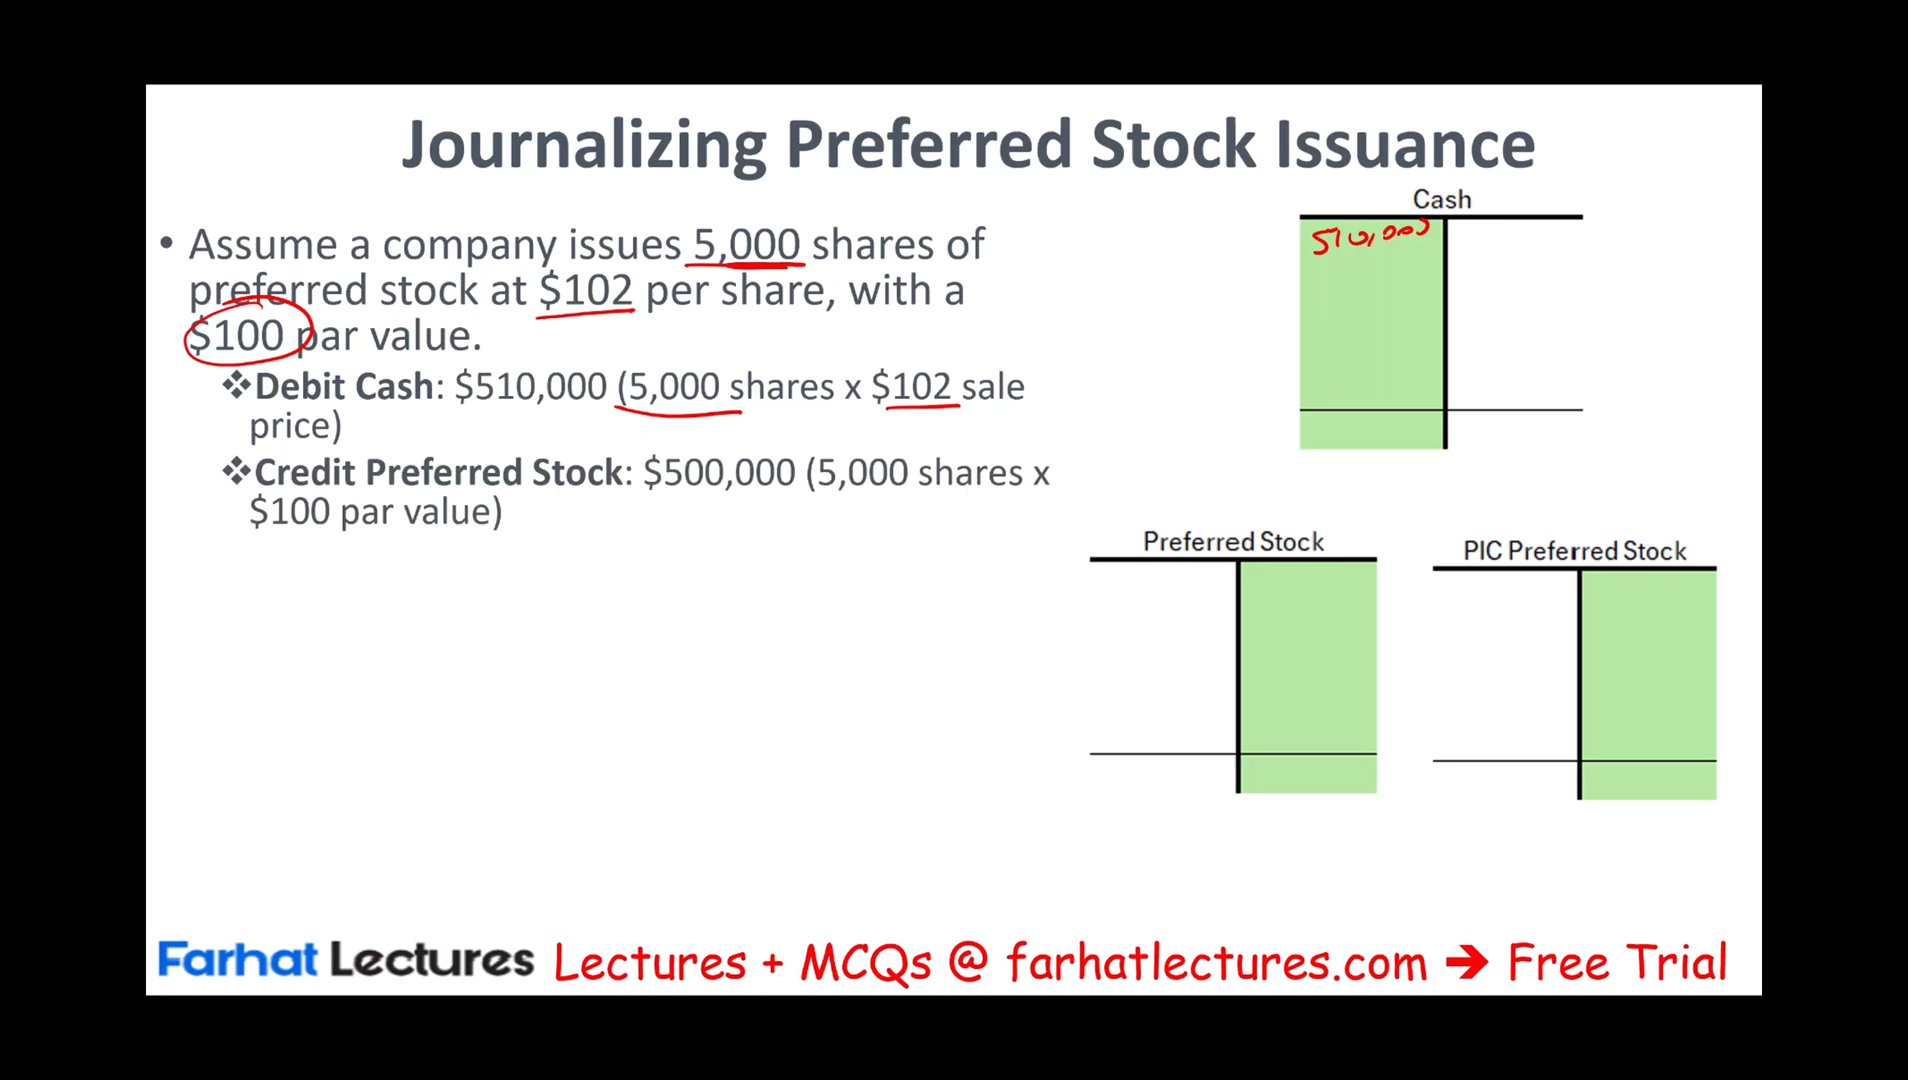 Journalizing Preferred Stock Issuance
Cash
510,000
• Assume a company issues 5,000 shares of
preferred stock at $102 per share, with a
$100 par value.
❖Debit Cash: $510,000 (5,000 shares x $102 sale
price)
❖Credit Preferred Stock: $500,000 (5,000 shares x
$100 par value)
Preferred Stock
PIC Preferred Stock
Farhat Lectures Lectures + MCQs @ farhatlectures.com ➔ Free Trial